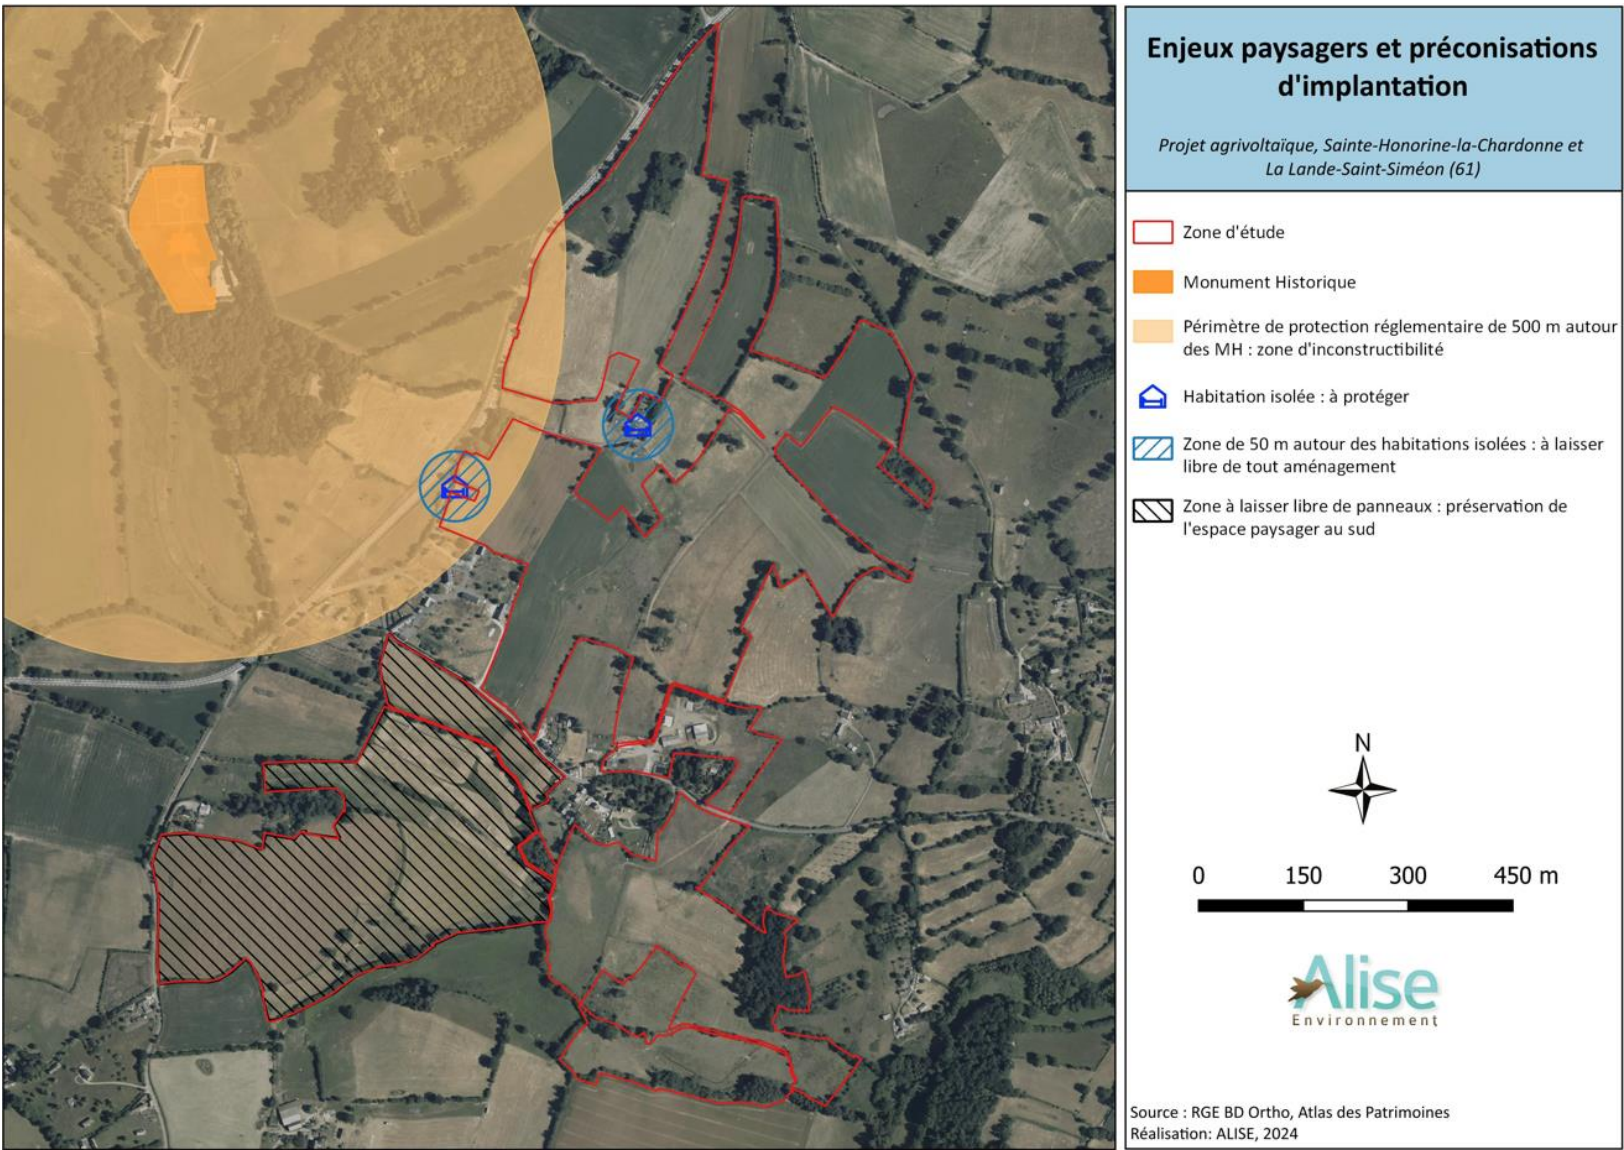 Enjeux paysagers et préconisations
d'implantation
Projet agrivoltaïque, Sainte-Honorine-la-Chardonne et
La Lande-Saint-Siméon (61)
Zone d'étude
Monument Historique
Périmètre de protection réglementaire de 500 m autour
des MH : zone d'inconstructibilité
Habitation isolée : à protéger
Zone de 50 m autour des habitations isolées : à laisser
libre de tout aménagement
Zone à laisser libre de panneaux : préservation de
l'espace paysager au sud
N
0 150 300 450 m
Alise
Environnement
Source : RGE BD Ortho, Atlas des Patrimoines
Réalisation: ALISE, 2024